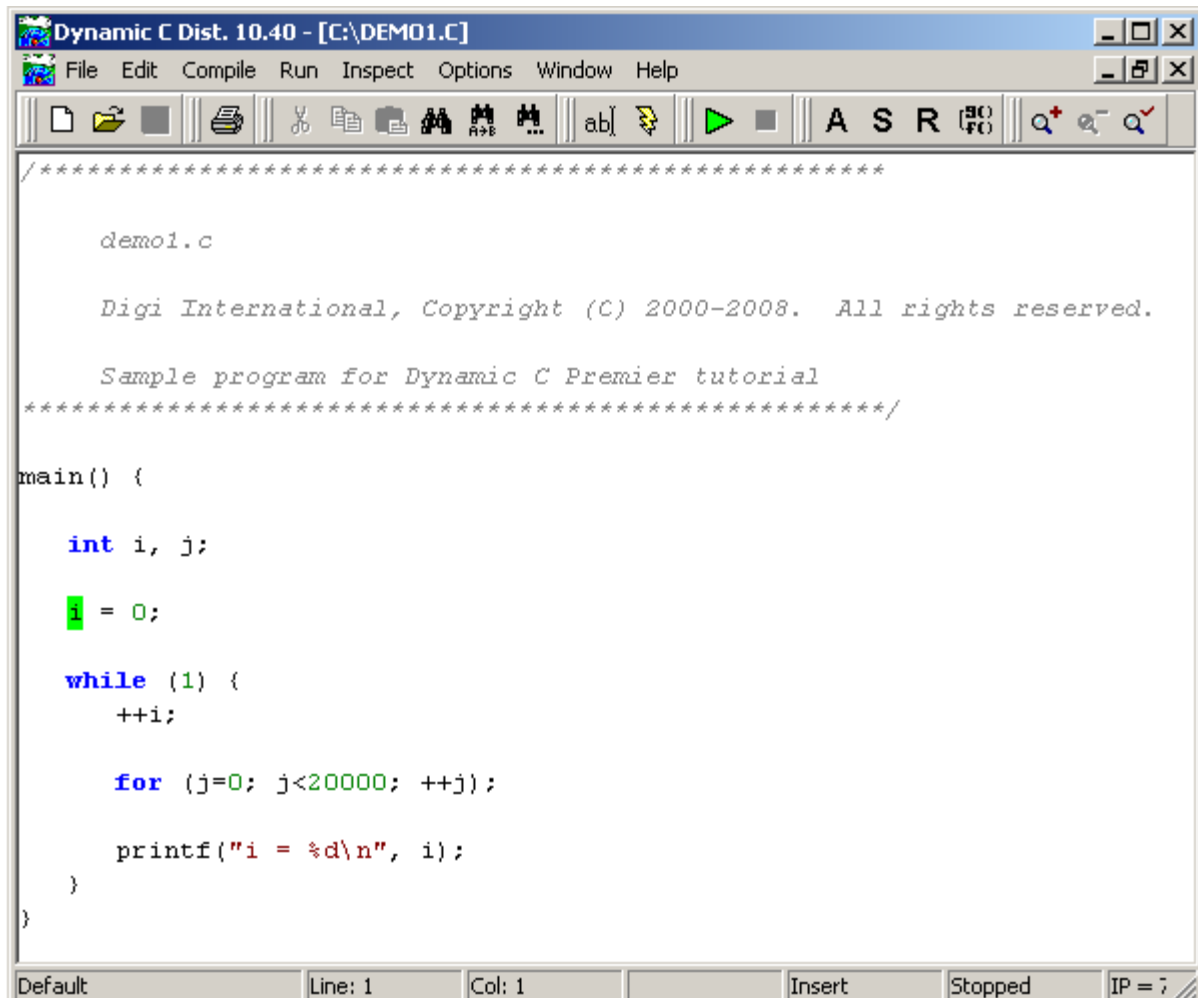 Dynamic C Dist. 10.40 - [C:\DEMO1.C]
File Edit Compile Run Inspect Options Window Help
A→B ... ab A S R
/******************************************************
demo1.c
Digi International, Copyright (C) 2000-2008.  All rights reserved.
Sample program for Dynamic C Premier tutorial
*******************************************************/
main() {
int i, j;
i = 0;
while (1) {
++i;
for (j=0; j<20000; ++j);
printf("i = %d\n", i);
}
}
Default Line: 1 Col: 1 Insert Stopped IP =